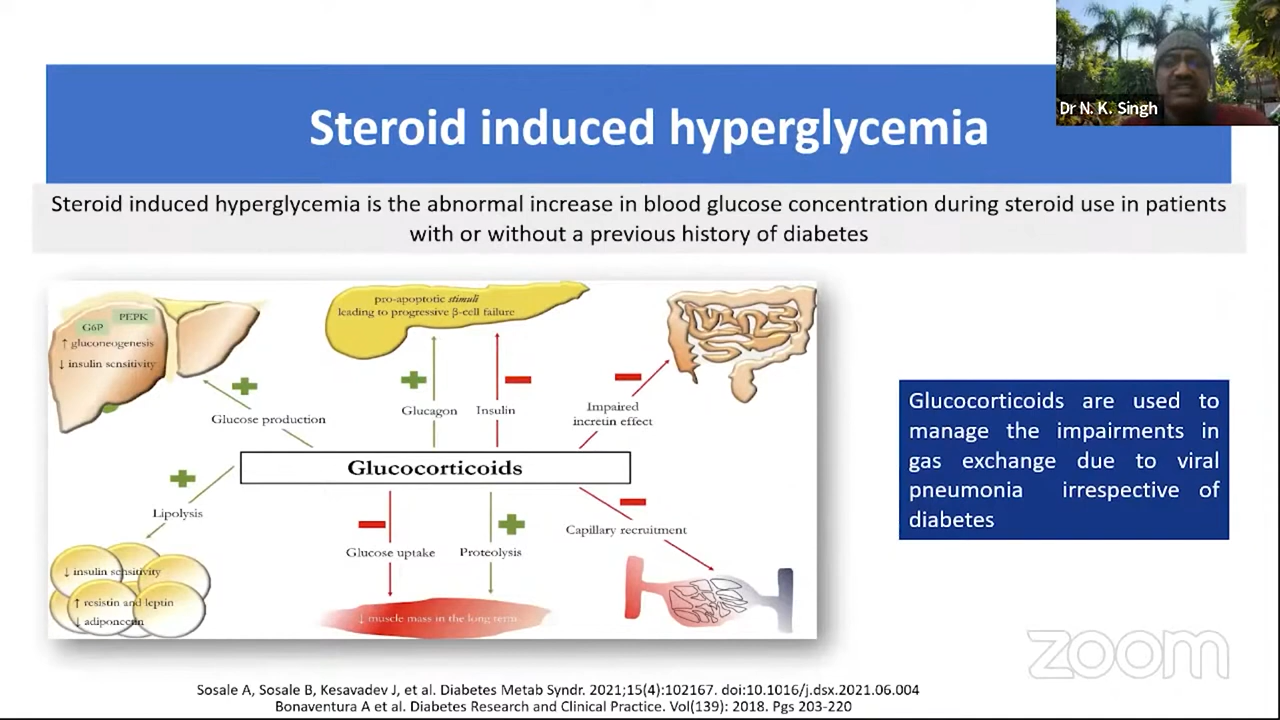 Dr N. K. Singh
Steroid induced hyperglycemia
Steroid induced hyperglycemia is the abnormal increase in blood glucose concentration during steroid use in patients
with or without a previous history of diabetes
G6P
PEPK
↑ gluconeogenesis
↓ insulin sensitivity
pro-apoptotic stimuli
leading to progressive β-cell failure
Glucose production
Glucagon
Insulin
Impaired
incretin effect
Glucocorticoids
Lipolysis
Glucose uptake
Proteolysis
Capillary recruitment
↓ insulin sensitivity
↑ resistin and leptin
↓ adiponectin
↓ muscle mass in the long term
Glucocorticoids are used to
manage the impairments in
gas exchange due to viral
pneumonia irrespective of
diabetes
zoom
Sosale A, Sosale B, Kesavadev J, et al. Diabetes Metab Syndr. 2021;15(4):102167. doi:10.1016/j.dsx.2021.06.004
Bonaventura A et al. Diabetes Research and Clinical Practice. Vol(139): 2018. Pgs 203-220